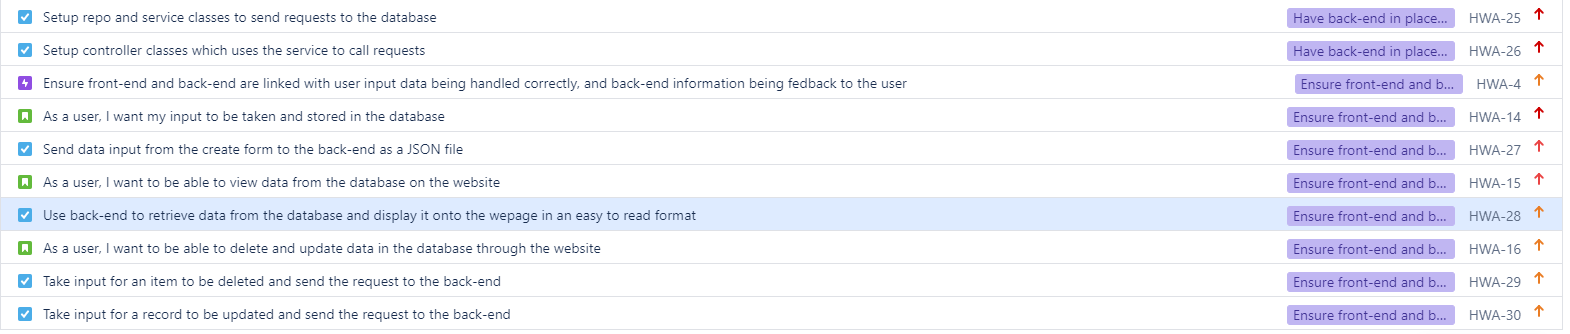 Setup repo and service classes to send requests to the database Have back-end in place... HWA-25
Setup controller classes which uses the service to call requests Have back-end in place... HWA-26
Ensure front-end and back-end are linked with user input data being handled correctly, and back-end information being fedback to the user Ensure front-end and b... HWA-4
As a user, I want my input to be taken and stored in the database Ensure front-end and b... HWA-14
Send data input from the create form to the back-end as a JSON file Ensure front-end and b... HWA-27
As a user, I want to be able to view data from the database on the website Ensure front-end and b... HWA-15
Use back-end to retrieve data from the database and display it onto the wepage in an easy to read format Ensure front-end and b... HWA-28
As a user, I want to be able to delete and update data in the database through the website Ensure front-end and b... HWA-16
Take input for an item to be deleted and send the request to the back-end Ensure front-end and b... HWA-29
Take input for a record to be updated and send the request to the back-end Ensure front-end and b... HWA-30